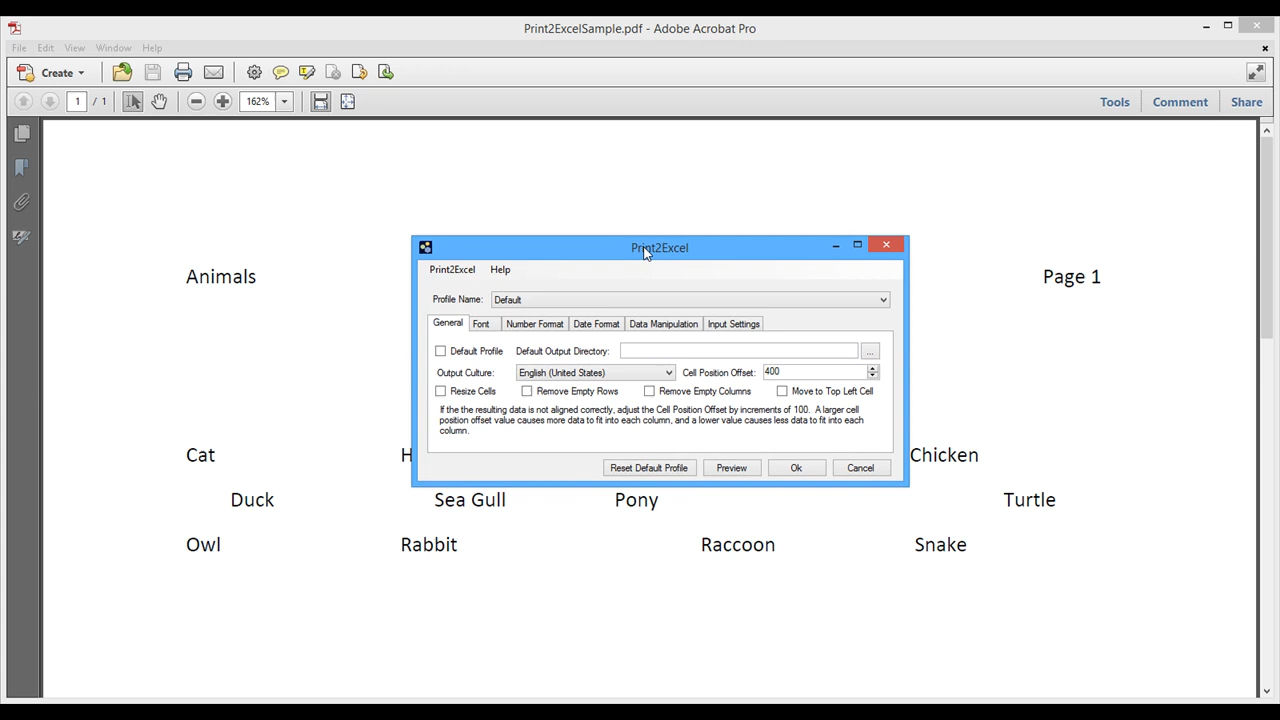 Print2ExcelSample.pdf - Adobe Acrobat Pro
File Edit View Window Help
Create
1 / 1 162% Tools Comment Share
Animals Page 1
Print2Excel
Print2Excel Help
Profile Name: Default
General Font Number Format Date Format Data Manipulation Input Settings
Default Profile Default Output Directory: ...
Output Culture: English (United States) Cell Position Offset: 400
Resize Cells Remove Empty Rows Remove Empty Columns Move to Top Left Cell
If the the resulting data is not aligned correctly, adjust the Cell Position Offset by increments of 100. A larger cell
position offset value causes more data to fit into each column, and a lower value causes less data to fit into each
column.
Reset Default Profile Preview Ok Cancel
Cat H Chicken
Duck Sea Gull Pony Turtle
Owl Rabbit Raccoon Snake